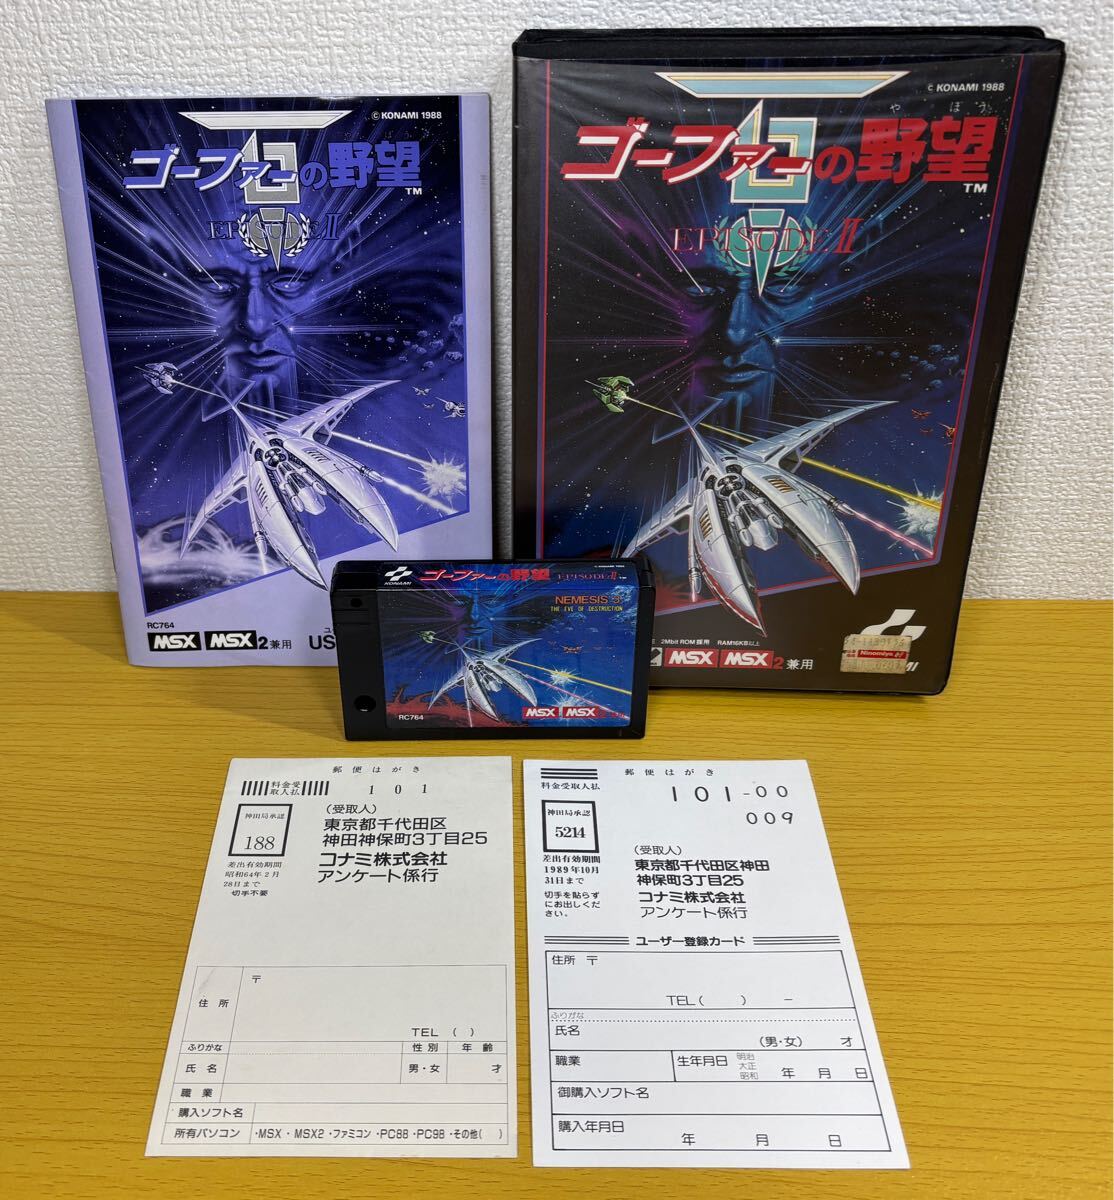 © KONAMI 1988
ゴーファーの野望
TM
EPISODE II
RC764
MSX MSX2兼用
US
© KONAMI 1988
やぼう
ゴーファーの野望
TM
EPISODE II
2Mbit ROM採用 RAM16KB以上
MSX MSX2兼用
Ninomiya
KONAMI
ゴーファーの野望 EPISODE II TM
© KONAMI 1988
NEMESIS 3
THE EVE OF DESTRUCTION
RC764
MSX MSX2
郵便はがき
料金受取人払
101
神田局承認
188
差出有効期間
昭和64年2月
28日まで
切手不要
(受取人)
東京都千代田区
神田神保町3丁目25
コナミ株式会社
アンケート係行
〒
住所
TEL ( )
ふりがな
性別 年齢
氏名
男・女 才
職業
購入ソフト名
所有パソコン ・MSX・MSX2・ファミコン・PC88・PC98・その他( )
郵便はがき
料金受取人払
101-00
009
神田局承認
5214
差出有効期間
1989年10月
31日まで
切手を貼らず
にお出しくだ
さい。
(受取人)
東京都千代田区神田
神保町3丁目25
コナミ株式会社
アンケート係行
ユーザー登録カード
住所 〒
TEL ( ) -
ふりがな
氏名
(男・女) 才
職業
生年月日 明治 大正 昭和 年 月 日
御購入ソフト名
購入年月日
年 月 日